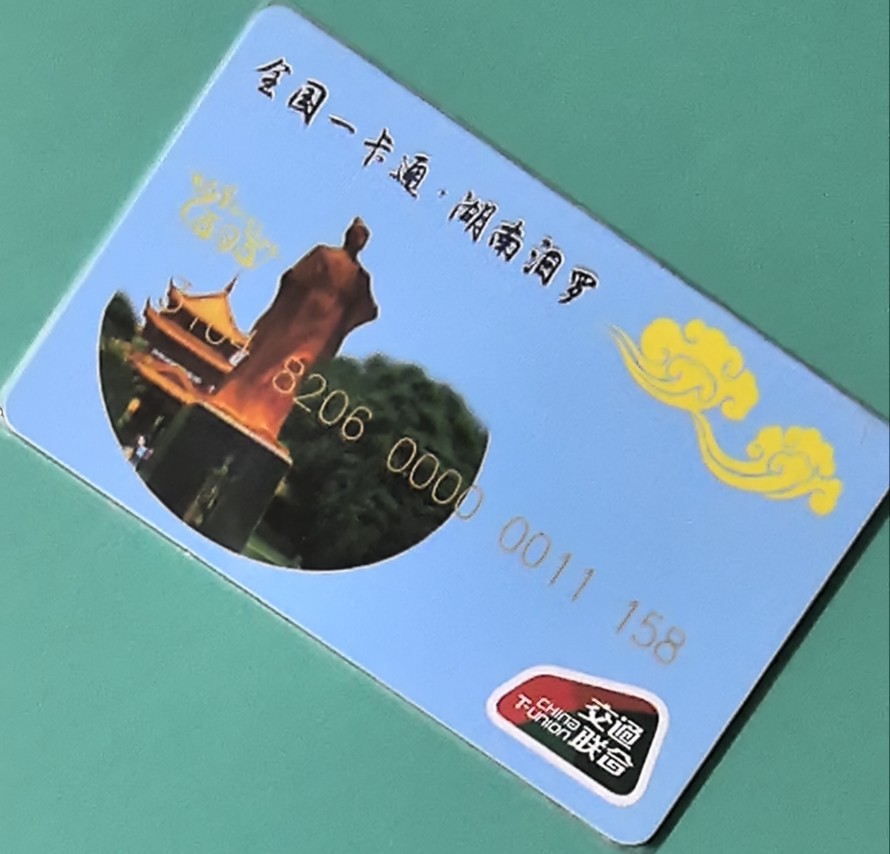 全国一卡通·湖南汨罗
3104 8206 0000 0011 158
CHINA
T-UNION
交通
联合